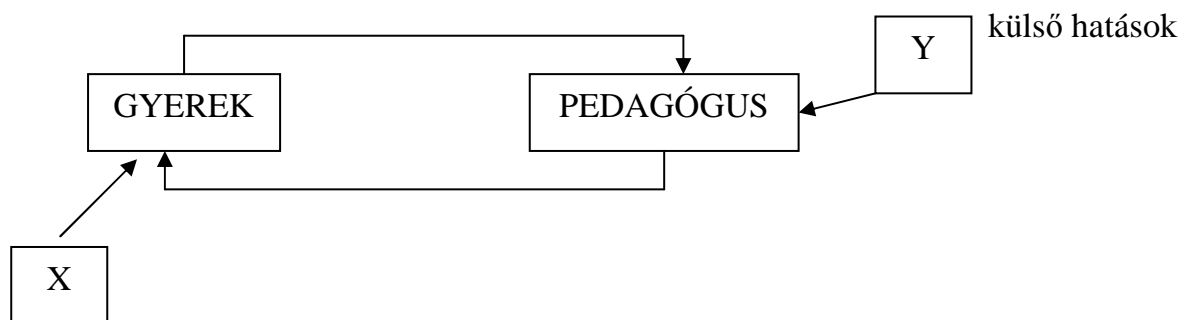 külső hatások
Y
GYEREK
PEDAGÓGUS
X